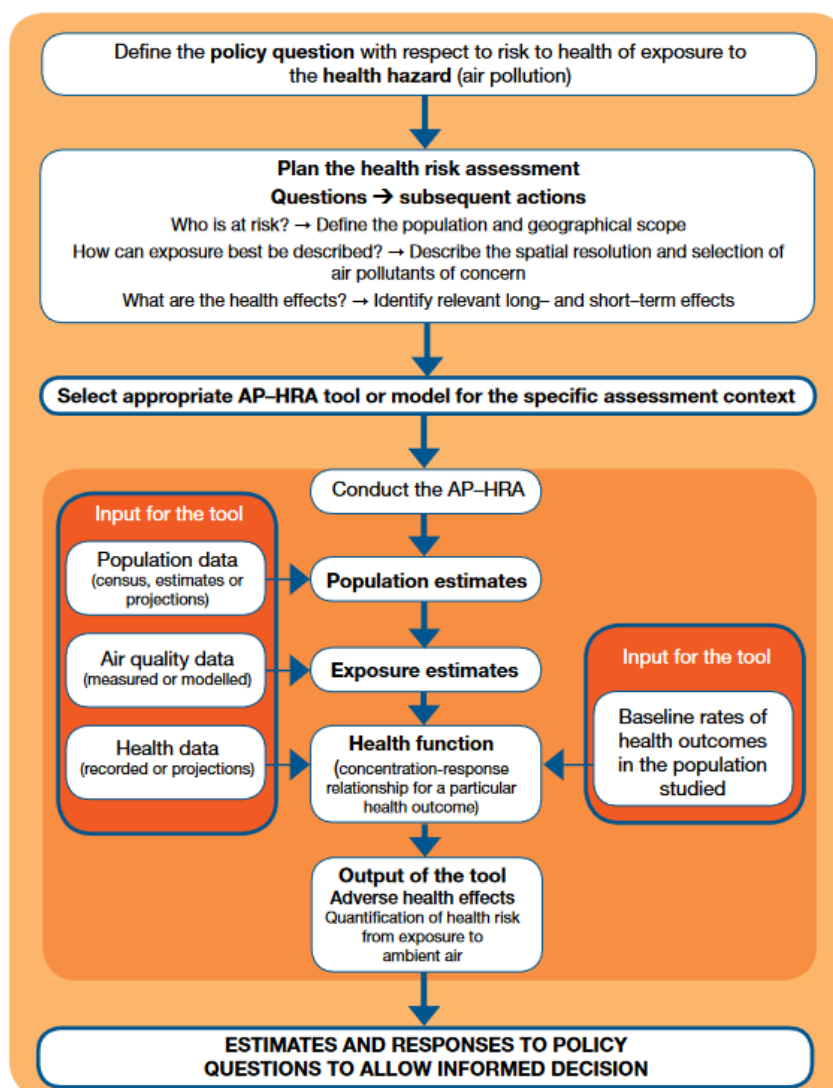 Define the policy question with respect to risk to health of exposure to
the health hazard (air pollution)
Plan the health risk assessment
Questions → subsequent actions
Who is at risk? → Define the population and geographical scope
How can exposure best be described? → Describe the spatial resolution and selection of
air pollutants of concern
What are the health effects? → Identify relevant long– and short–term effects
Select appropriate AP–HRA tool or model for the specific assessment context
Conduct the AP–HRA
Input for the tool
Population data
(census, estimates or
projections)
Population estimates
Air quality data
(measured or modelled)
Exposure estimates
Health data
(recorded or projections)
Health function
(concentration-response
relationship for a particular
health outcome)
Input for the tool
Baseline rates of
health outcomes
in the population
studied
Output of the tool
Adverse health effects
Quantification of health risk
from exposure to
ambient air
ESTIMATES AND RESPONSES TO POLICY
QUESTIONS TO ALLOW INFORMED DECISION